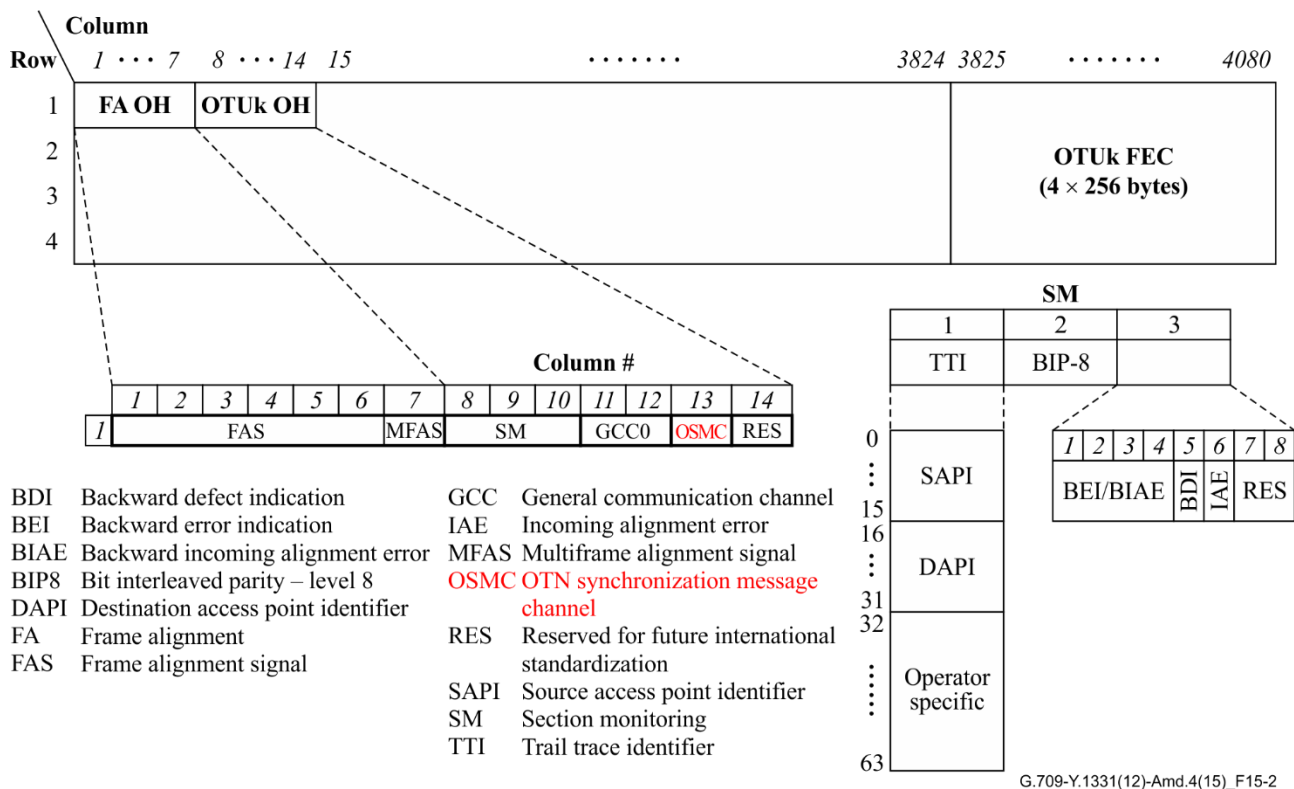 Column
Row 1 ··· 7 8 ··· 14 15 ······· 3824 3825 ······· 4080
1 FA OH OTUk OH
2
3
4
OTUk FEC
(4 × 256 bytes)
Column #
1 2 3 4 5 6 7 8 9 10 11 12 13 14
1 FAS MFAS SM GCC0 OSMC RES
SM
1 2 3
TTI BIP-8
0
SAPI
15
16
DAPI
31
32
Operator
specific
63
1 2 3 4 5 6 7 8
BEI/BIAE BDI IAE RES
BDI Backward defect indication
BEI Backward error indication
BIAE Backward incoming alignment error
BIP8 Bit interleaved parity – level 8
DAPI Destination access point identifier
FA Frame alignment
FAS Frame alignment signal
GCC General communication channel
IAE Incoming alignment error
MFAS Multiframe alignment signal
OSMC OTN synchronization message
channel
RES Reserved for future international
standardization
SAPI Source access point identifier
SM Section monitoring
TTI Trail trace identifier
G.709-Y.1331(12)-Amd.4(15)_F15-2